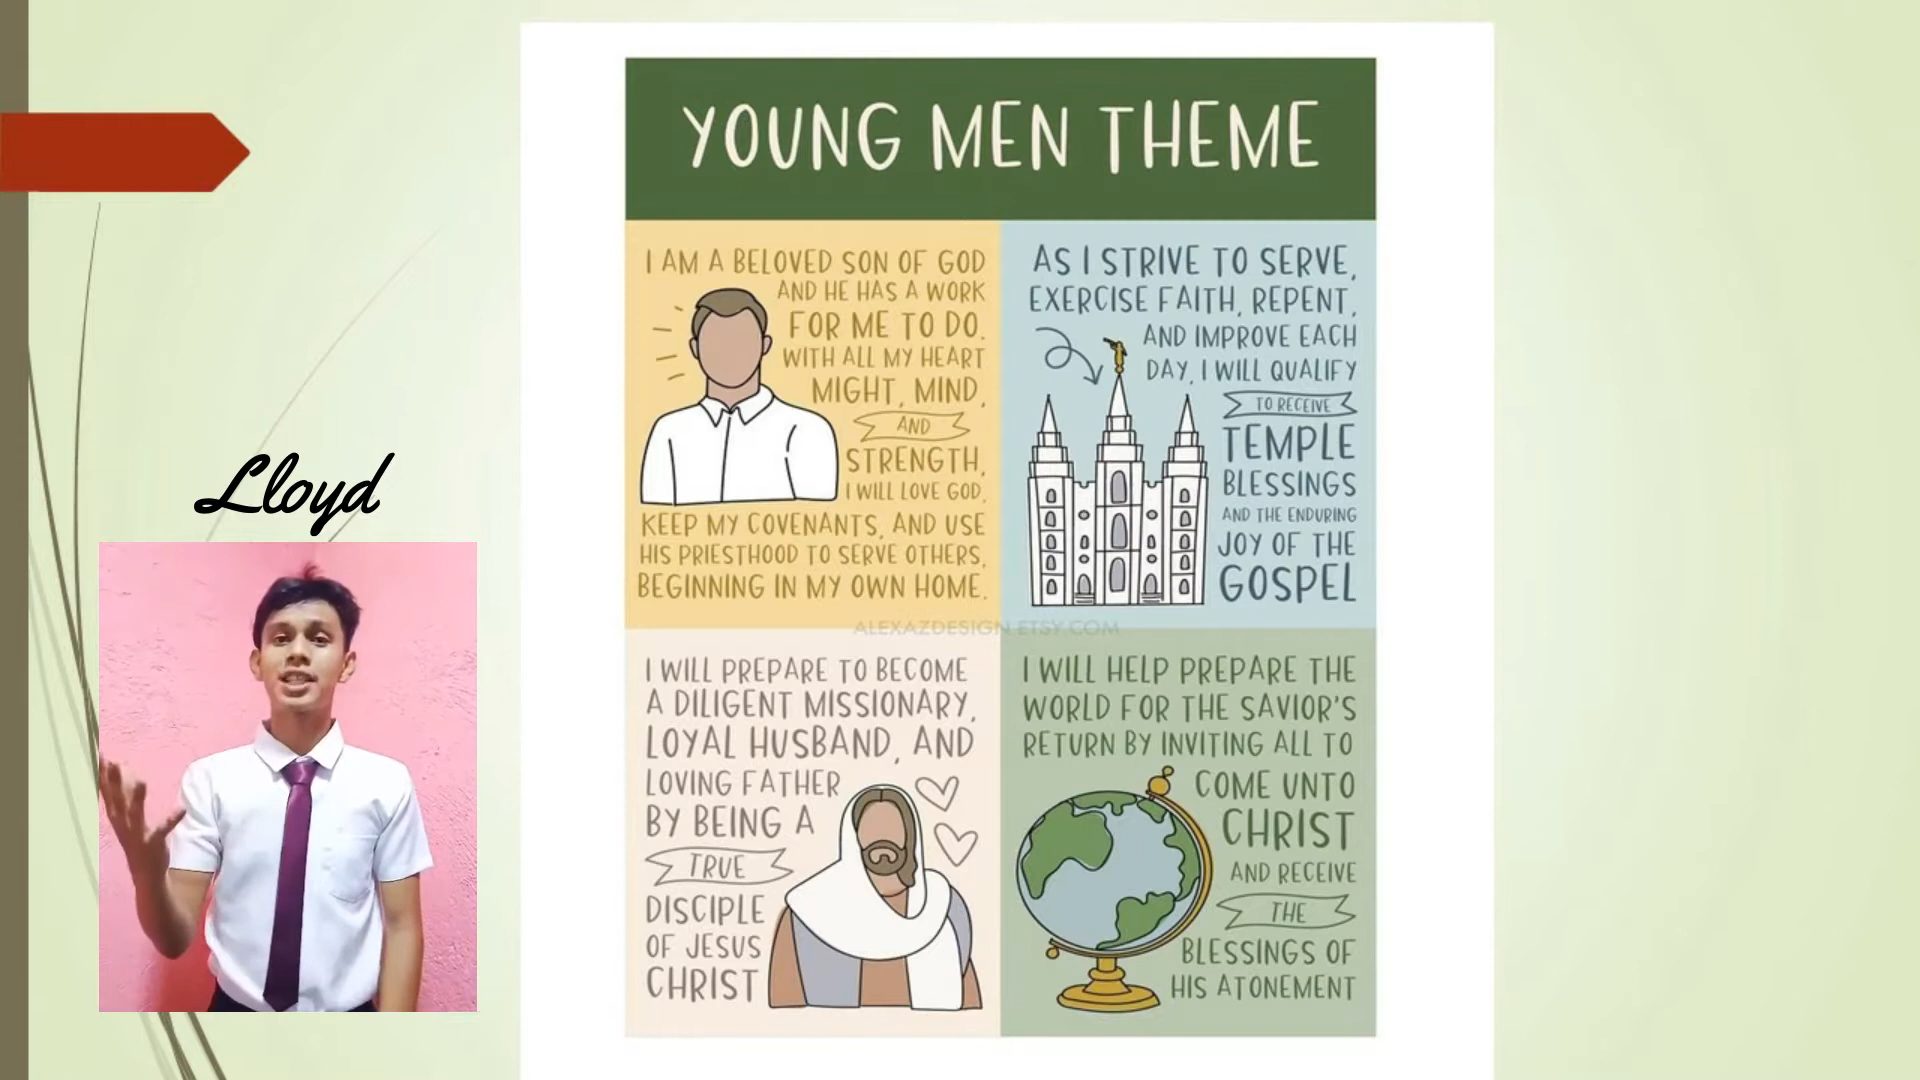 Lloyd
YOUNG MEN THEME
I AM A BELOVED SON OF GOD
AND HE HAS A WORK
FOR ME TO DO.
WITH ALL MY HEART
MIGHT, MIND,
AND
STRENGTH,
I WILL LOVE GOD,
KEEP MY COVENANTS, AND USE
HIS PRIESTHOOD TO SERVE OTHERS,
BEGINNING IN MY OWN HOME.
AS I STRIVE TO SERVE,
EXERCISE FAITH, REPENT,
AND IMPROVE EACH
DAY, I WILL QUALIFY
TO RECEIVE
TEMPLE
BLESSINGS
AND THE ENDURING
JOY OF THE
GOSPEL
ALEXAZDESIGN.ETSY.COM
I WILL PREPARE TO BECOME
A DILIGENT MISSIONARY,
LOYAL HUSBAND, AND
LOVING FATHER
BY BEING A
TRUE
DISCIPLE
OF JESUS
CHRIST
I WILL HELP PREPARE THE
WORLD FOR THE SAVIOR'S
RETURN BY INVITING ALL TO
COME UNTO
CHRIST
AND RECEIVE
THE
BLESSINGS OF
HIS ATONEMENT